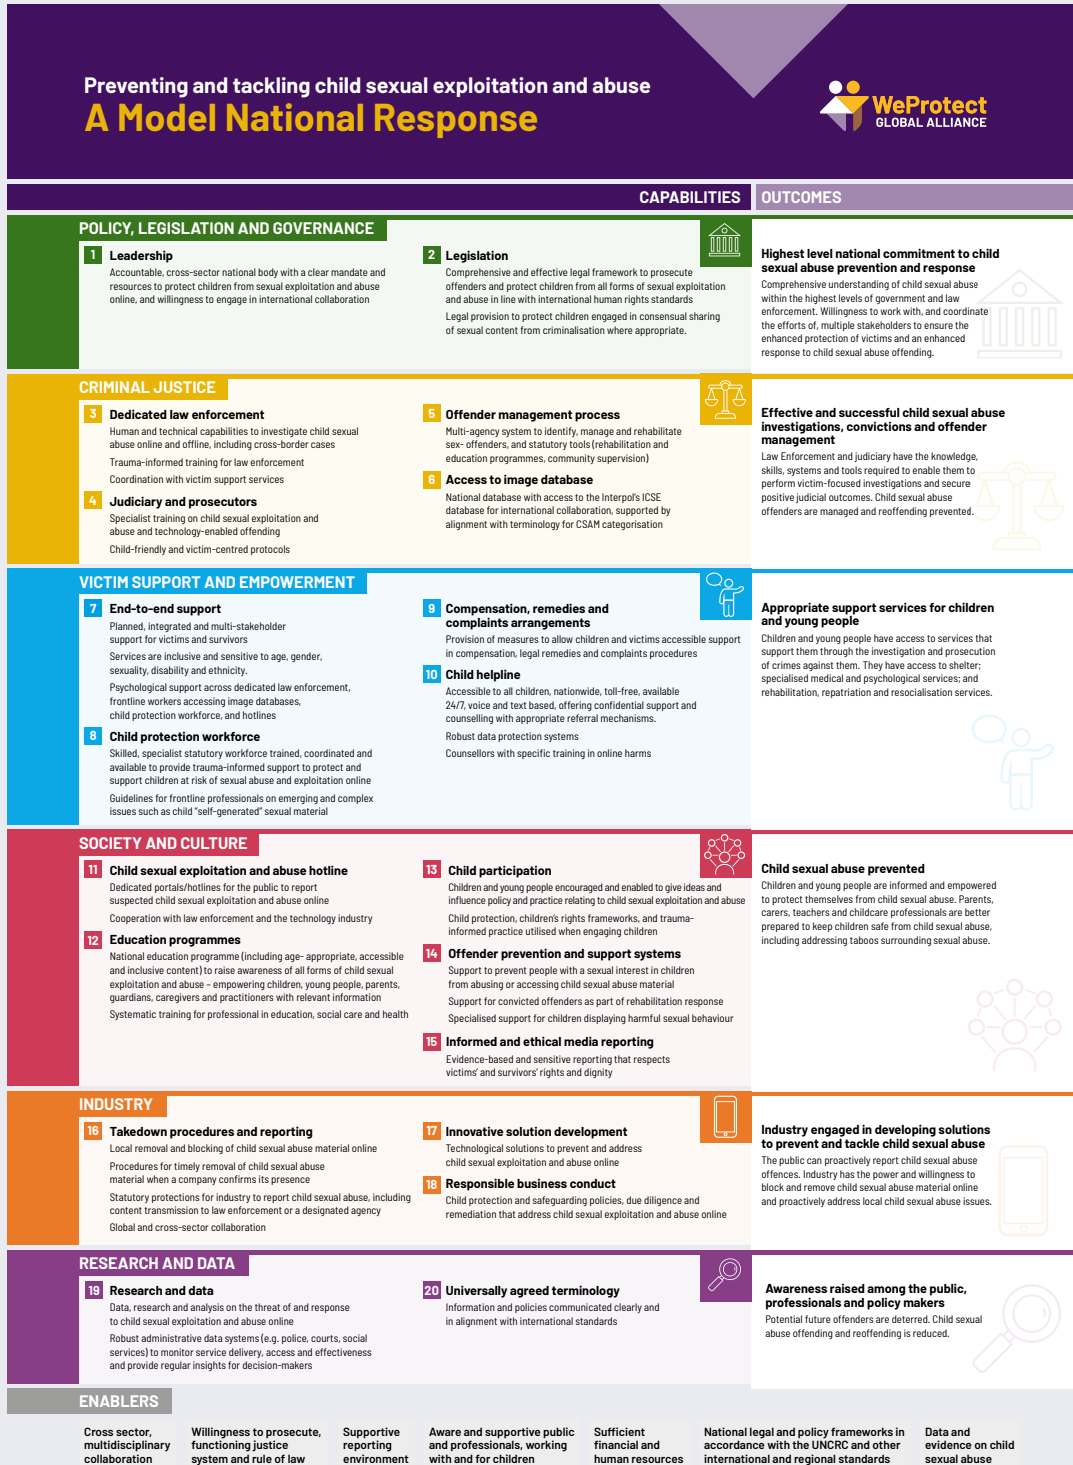 Preventing and tackling child sexual exploitation and abuse
A Model National Response
WeProtect
GLOBAL ALLIANCE
CAPABILITIES
OUTCOMES
POLICY, LEGISLATION AND GOVERNANCE
1 Leadership
Accountable, cross-sector national body with a clear mandate and
resources to protect children from sexual exploitation and abuse
online, and willingness to engage in international collaboration
2 Legislation
Comprehensive and effective legal framework to prosecute
offenders and protect children from all forms of sexual exploitation
and abuse in line with international human rights standards
Legal provision to protect children engaged in consensual sharing
of sexual content from criminalisation where appropriate.
Highest level national commitment to child
sexual abuse prevention and response
Comprehensive understanding of child sexual abuse
within the highest levels of government and law
enforcement. Willingness to work with, and coordinate
the efforts of, multiple stakeholders to ensure the
enhanced protection of victims and an enhanced
response to child sexual abuse offending.
CRIMINAL JUSTICE
3 Dedicated law enforcement
Human and technical capabilities to investigate child sexual
abuse online and offline, including cross-border cases
Trauma-informed training for law enforcement
Coordination with victim support services
4 Judiciary and prosecutors
Specialist training on child sexual exploitation and
abuse and technology-enabled offending
Child-friendly and victim-centred protocols
5 Offender management process
Multi-agency system to identify, manage and rehabilitate
sex- offenders, and statutory tools (rehabilitation and
education programmes, community supervision)
6 Access to image database
National database with access to the Interpol's ICSE
database for international collaboration, supported by
alignment with terminology for CSAM categorisation
Effective and successful child sexual abuse
investigations, convictions and offender
management
Law Enforcement and judiciary have the knowledge,
skills, systems and tools required to enable them to
perform victim-focused investigations and secure
positive judicial outcomes. Child sexual abuse
offenders are managed and reoffending prevented.
VICTIM SUPPORT AND EMPOWERMENT
7 End-to-end support
Planned, integrated and multi-stakeholder
support for victims and survivors
Services are inclusive and sensitive to age, gender,
sexuality, disability and ethnicity.
Psychological support across dedicated law enforcement,
frontline workers accessing image databases,
child protection workforce, and hotlines
8 Child protection workforce
Skilled, specialist statutory workforce trained, coordinated and
available to provide trauma-informed support to protect and
support children at risk of sexual abuse and exploitation online
Guidelines for frontline professionals on emerging and complex
issues such as child "self-generated" sexual material
9 Compensation, remedies and
complaints arrangements
Provision of measures to allow children and victims accessible support
in compensation, legal remedies and complaints procedures
10 Child helpline
Accessible to all children, nationwide, toll-free, available
24/7, voice and text based, offering confidential support and
counselling with appropriate referral mechanisms.
Robust data protection systems
Counsellors with specific training in online harms
Appropriate support services for children
and young people
Children and young people have access to services that
support them through the investigation and prosecution
of crimes against them. They have access to shelter;
specialised medical and psychological services; and
rehabilitation, repatriation and resocialisation services.
SOCIETY AND CULTURE
11 Child sexual exploitation and abuse hotline
Dedicated portals/hotlines for the public to report
suspected child sexual exploitation and abuse online
Cooperation with law enforcement and the technology industry
12 Education programmes
National education programme (including age- appropriate, accessible
and inclusive content) to raise awareness of all forms of child sexual
exploitation and abuse – empowering children, young people, parents,
guardians, caregivers and practitioners with relevant information
Systematic training for professional in education, social care and health
13 Child participation
Children and young people encouraged and enabled to give ideas and
influence policy and practice relating to child sexual exploitation and abuse
Child protection, children's rights frameworks, and trauma-
informed practice utilised when engaging children
14 Offender prevention and support systems
Support to prevent people with a sexual interest in children
from abusing or accessing child sexual abuse material
Support for convicted offenders as part of rehabilitation response
Specialised support for children displaying harmful sexual behaviour
15 Informed and ethical media reporting
Evidence-based and sensitive reporting that respects
victims' and survivors' rights and dignity
Child sexual abuse prevented
Children and young people are informed and empowered
to protect themselves from child sexual abuse. Parents,
carers, teachers and childcare professionals are better
prepared to keep children safe from child sexual abuse,
including addressing taboos surrounding sexual abuse.
INDUSTRY
16 Takedown procedures and reporting
Local removal and blocking of child sexual abuse material online
Procedures for timely removal of child sexual abuse
material when a company confirms its presence
Statutory protections for industry to report child sexual abuse, including
content transmission to law enforcement or a designated agency
Global and cross-sector collaboration
17 Innovative solution development
Technological solutions to prevent and address
child sexual exploitation and abuse online
18 Responsible business conduct
Child protection and safeguarding policies, due diligence and
remediation that address child sexual exploitation and abuse online
Industry engaged in developing solutions
to prevent and tackle child sexual abuse
The public can proactively report child sexual abuse
offences. Industry has the power and willingness to
block and remove child sexual abuse material online
and proactively address local child sexual abuse issues.
RESEARCH AND DATA
19 Research and data
Data, research and analysis on the threat of and response
to child sexual exploitation and abuse online
Robust administrative data systems (e.g. police, courts, social
services) to monitor service delivery, access and effectiveness
and provide regular insights for decision-makers
20 Universally agreed terminology
Information and policies communicated clearly and
in alignment with international standards
Awareness raised among the public,
professionals and policy makers
Potential future offenders are deterred. Child sexual
abuse offending and reoffending is reduced.
ENABLERS
Cross sector,
multidisciplinary
collaboration
Willingness to prosecute,
functioning justice
system and rule of law
Supportive
reporting
environment
Aware and supportive public
and professionals, working
with and for children
Sufficient
financial and
human resources
National legal and policy frameworks in
accordance with the UNCRC and other
international and regional standards
Data and
evidence on child
sexual abuse